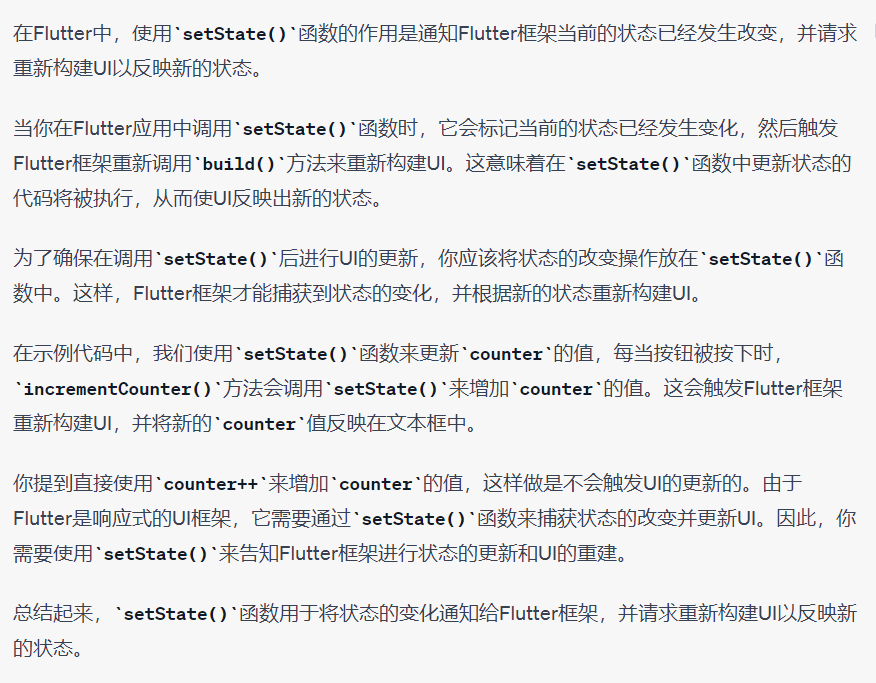 在Flutter中，使用`setState()`函数的作用是通知Flutter框架当前的状态已经发生改变，并请求
重新构建UI以反映新的状态。
当你在Flutter应用中调用`setState()`函数时，它会标记当前的状态已经发生变化，然后触发
Flutter框架重新调用`build()`方法来重新构建UI。这意味着在`setState()`函数中更新状态的
代码将被执行，从而使UI反映出新的状态。
为了确保在调用`setState()`后进行UI的更新，你应该将状态的改变操作放在`setState()`函
数中。这样，Flutter框架才能捕获到状态的变化，并根据新的状态重新构建UI。
在示例代码中，我们使用`setState()`函数来更新`counter`的值，每当按钮被按下时，
`incrementCounter()`方法会调用`setState()`来增加`counter`的值。这会触发Flutter框架
重新构建UI，并将新的`counter`值反映在文本框中。
你提到直接使用`counter++`来增加`counter`的值，这样做是不会触发UI的更新的。由于
Flutter是响应式的UI框架，它需要通过`setState()`函数来捕获状态的改变并更新UI。因此，你
需要使用`setState()`来告知Flutter框架进行状态的更新和UI的重建。
总结起来，`setState()`函数用于将状态的变化通知给Flutter框架，并请求重新构建UI以反映新
的状态。